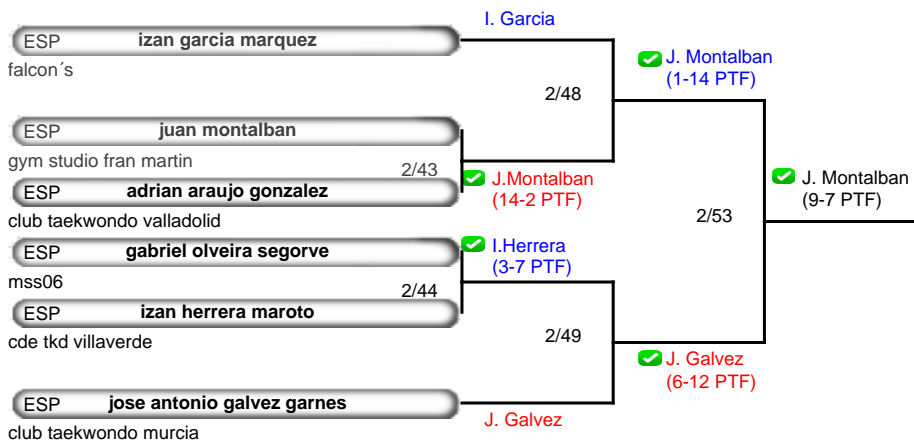 I. Garcia
ESP izan garcia marquez
falcon´s
J. Montalban
(1-14 PTF)
2/48
ESP juan montalban
gym studio fran martin
2/43
J.Montalban
(14-2 PTF)
ESP adrian araujo gonzalez
club taekwondo valladolid
J. Montalban
(9-7 PTF)
2/53
ESP gabriel olveira segorve
mss06
I.Herrera
(3-7 PTF)
2/44
ESP izan herrera maroto
cde tkd villaverde
2/49
J. Galvez
(6-12 PTF)
ESP jose antonio galvez garnes
J. Galvez
club taekwondo murcia